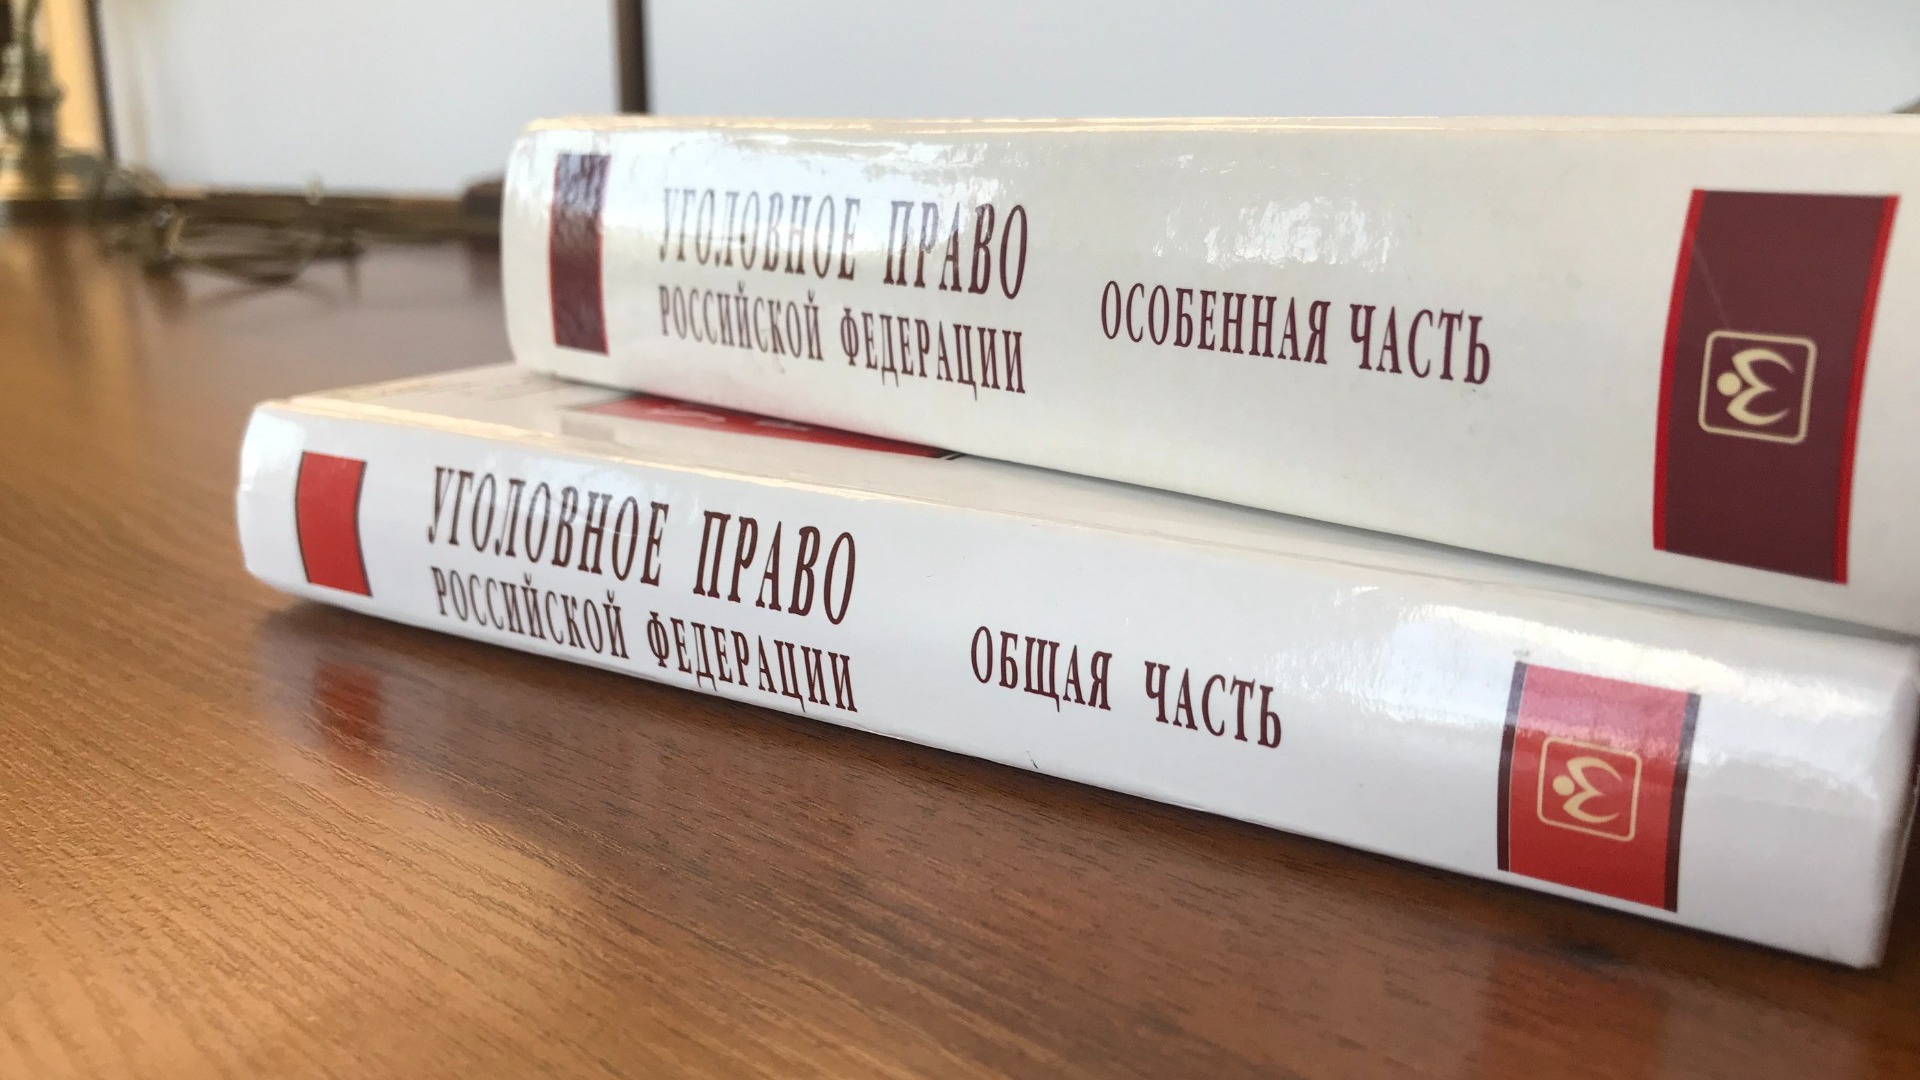 УГОЛОВНОЕ ПРАВО
РОССИЙСКОЙ ФЕДЕРАЦИИ
ОСОБЕННАЯ ЧАСТЬ
УГОЛОВНОЕ ПРАВО
РОССИЙСКОЙ ФЕДЕРАЦИИ
ОБЩАЯ ЧАСТЬ